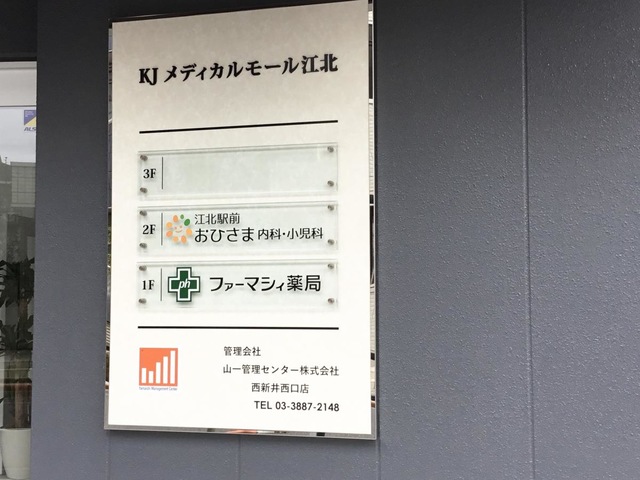 KJ メディカルモール江北
3F
2F
江北駅前
おひさま 内科・小児科
1F
ph
ファーマシィ薬局
管理会社
山一管理センター株式会社
西新井西口店
TEL 03-3887-2148